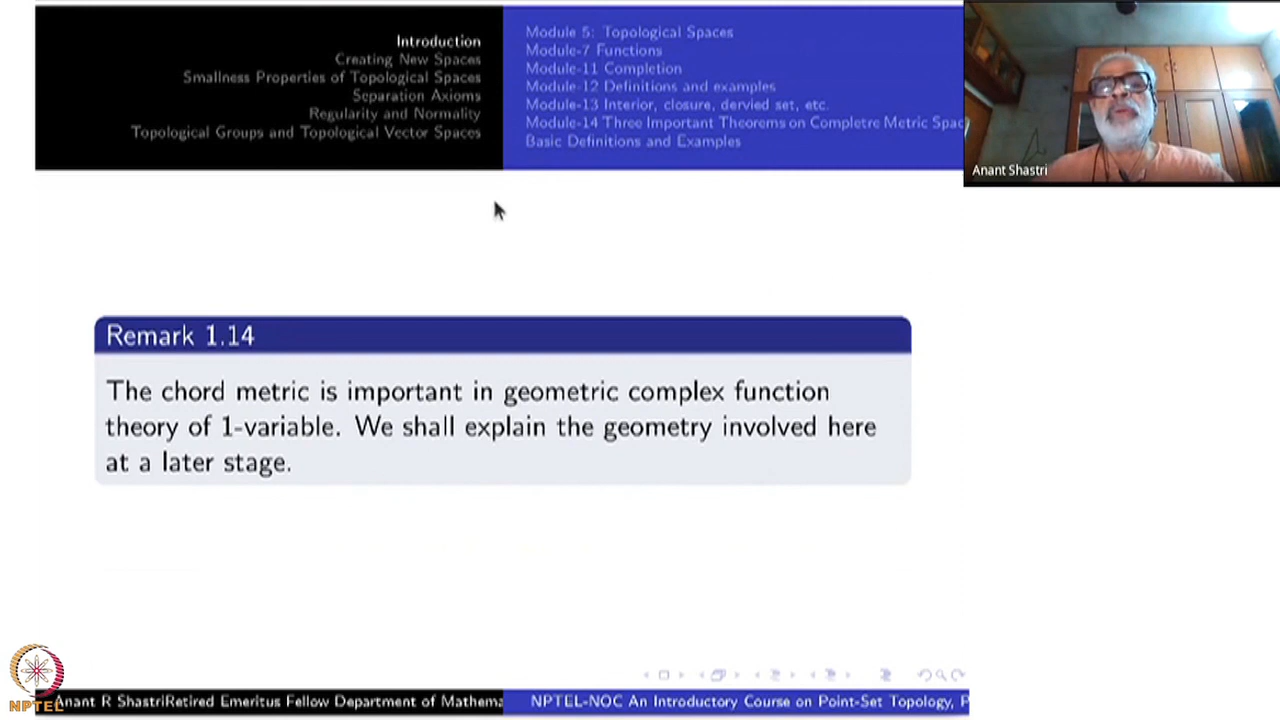 Introduction
Creating New Spaces
Smallness Properties of Topological Spaces
Separation Axioms
Regularity and Normality
Topological Groups and Topological Vector Spaces
Module 5: Topological Spaces
Module-7 Functions
Module-11 Completion
Module-12 Definitions and examples
Module-13 Interior, closure, dervied set, etc.
Module-14 Three Important Theorems on Completre Metric Spac
Basic Definitions and Examples
Anant Shastri
Remark 1.14
The chord metric is important in geometric complex function
theory of 1-variable. We shall explain the geometry involved here
at a later stage.
NPTEL
Anant R ShastriRetired Emeritus Fellow Department of Mathema
NPTEL-NOC An Introductory Course on Point-Set Topology, P